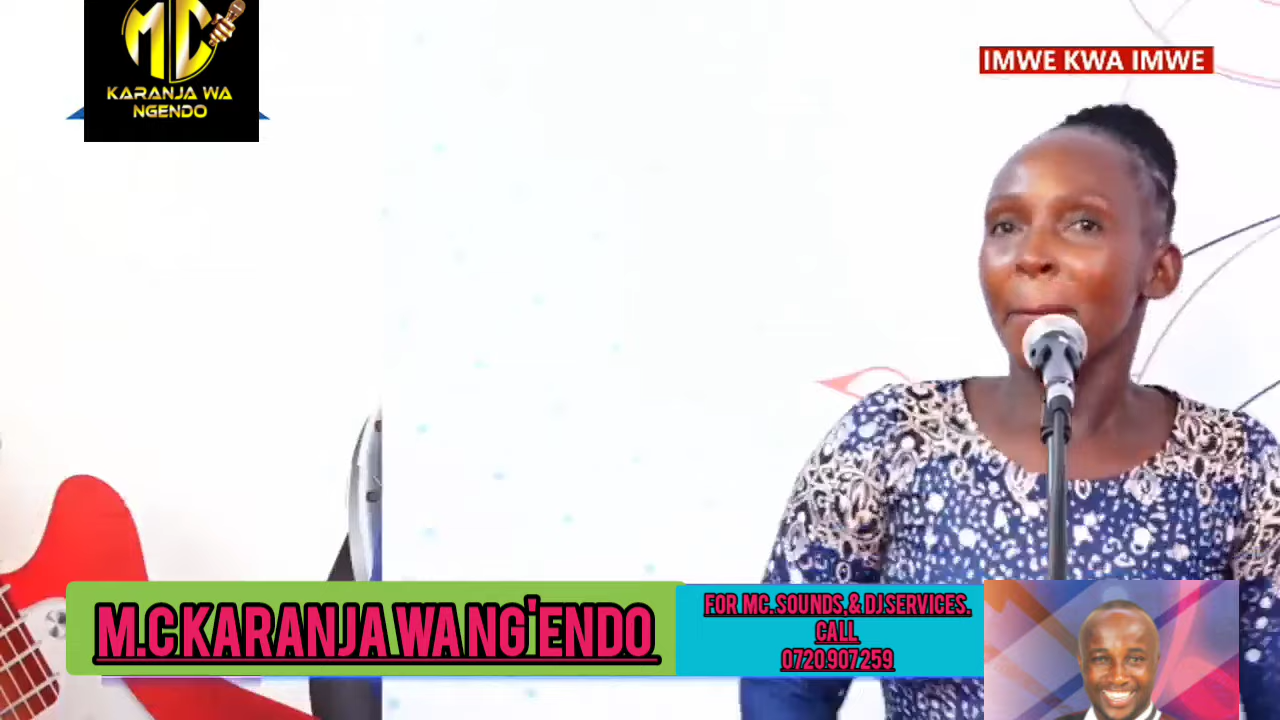 MC
KARANJA WA
NGENDO
IMWE KWA IMWE
M.C KARANJA WA NG'ENDO
FOR MC. SOUNDS, & DJ SERVICES.
CALL
0720 907 259